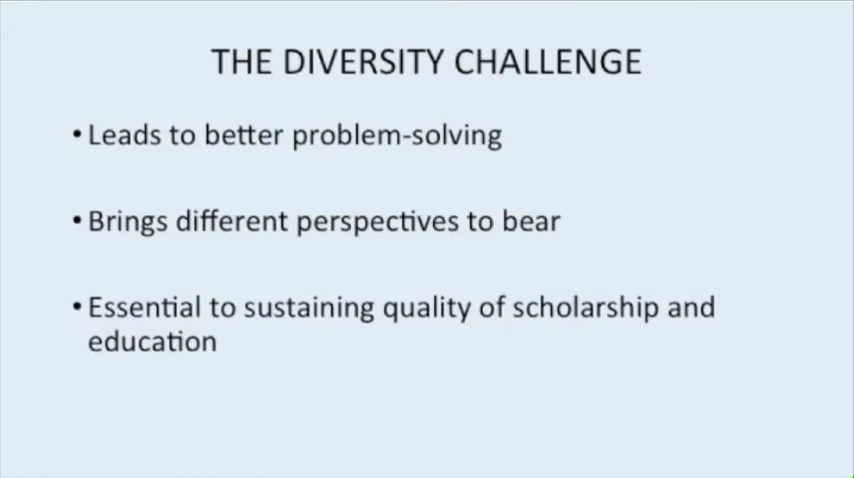 THE DIVERSITY CHALLENGE
• Leads to better problem-solving
• Brings different perspectives to bear
• Essential to sustaining quality of scholarship and
education